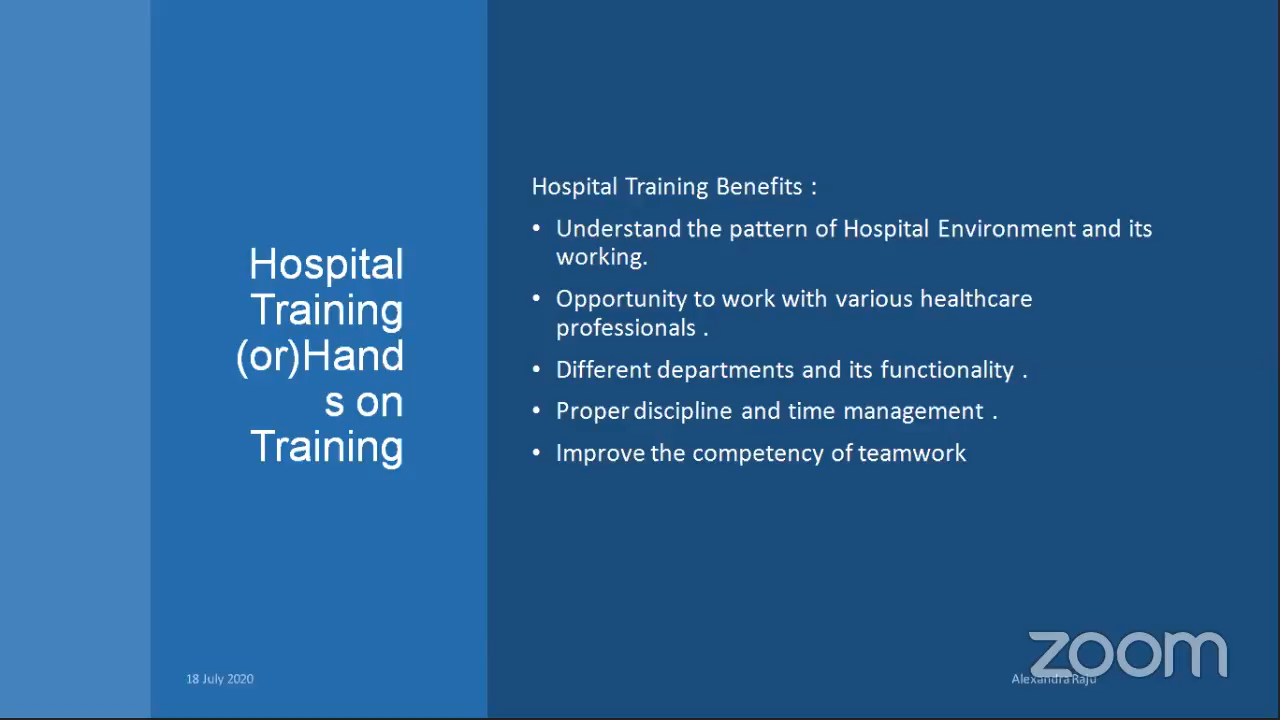 Hospital
Training
(or)Hand
s on
Training
Hospital Training Benefits :
• Understand the pattern of Hospital Environment and its
working.
• Opportunity to work with various healthcare
professionals .
• Different departments and its functionality .
• Proper discipline and time management .
• Improve the competency of teamwork
18 July 2020
Alexandra Raju
zoom